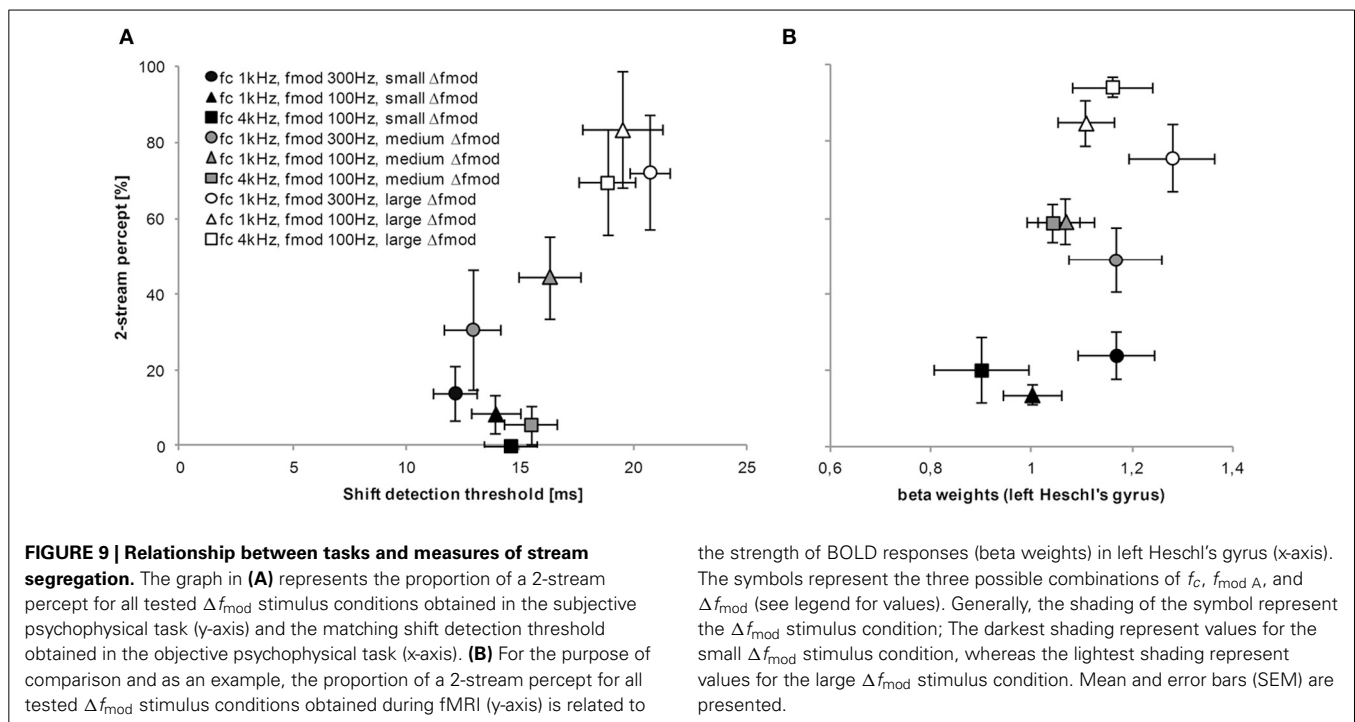 A
B
100
80
60
40
20
0
2-stream percept [%]
fc 1kHz, fmod 300Hz, small Δfmod
fc 1kHz, fmod 100Hz, small Δfmod
fc 4kHz, fmod 100Hz, small Δfmod
fc 1kHz, fmod 300Hz, medium Δfmod
fc 1kHz, fmod 100Hz, medium Δfmod
fc 4kHz, fmod 100Hz, medium Δfmod
fc 1kHz, fmod 300Hz, large Δfmod
fc 1kHz, fmod 100Hz, large Δfmod
fc 4kHz, fmod 100Hz, large Δfmod
0 5 10 15 20 25
Shift detection threshold [ms]
0,6 0,8 1 1,2 1,4
beta weights (left Heschl's gyrus)
FIGURE 9 | Relationship between tasks and measures of stream
segregation. The graph in (A) represents the proportion of a 2-stream
percept for all tested Δfmod stimulus conditions obtained in the subjective
psychophysical task (y-axis) and the matching shift detection threshold
obtained in the objective psychophysical task (x-axis). (B) For the purpose of
comparison and as an example, the proportion of a 2-stream percept for all
tested Δfmod stimulus conditions obtained during fMRI (y-axis) is related to
the strength of BOLD responses (beta weights) in left Heschl's gyrus (x-axis).
The symbols represent the three possible combinations of fc, fmod A, and
Δfmod (see legend for values). Generally, the shading of the symbol represent
the Δfmod stimulus condition; The darkest shading represent values for the
small Δfmod stimulus condition, whereas the lightest shading represent
values for the large Δfmod stimulus condition. Mean and error bars (SEM) are
presented.